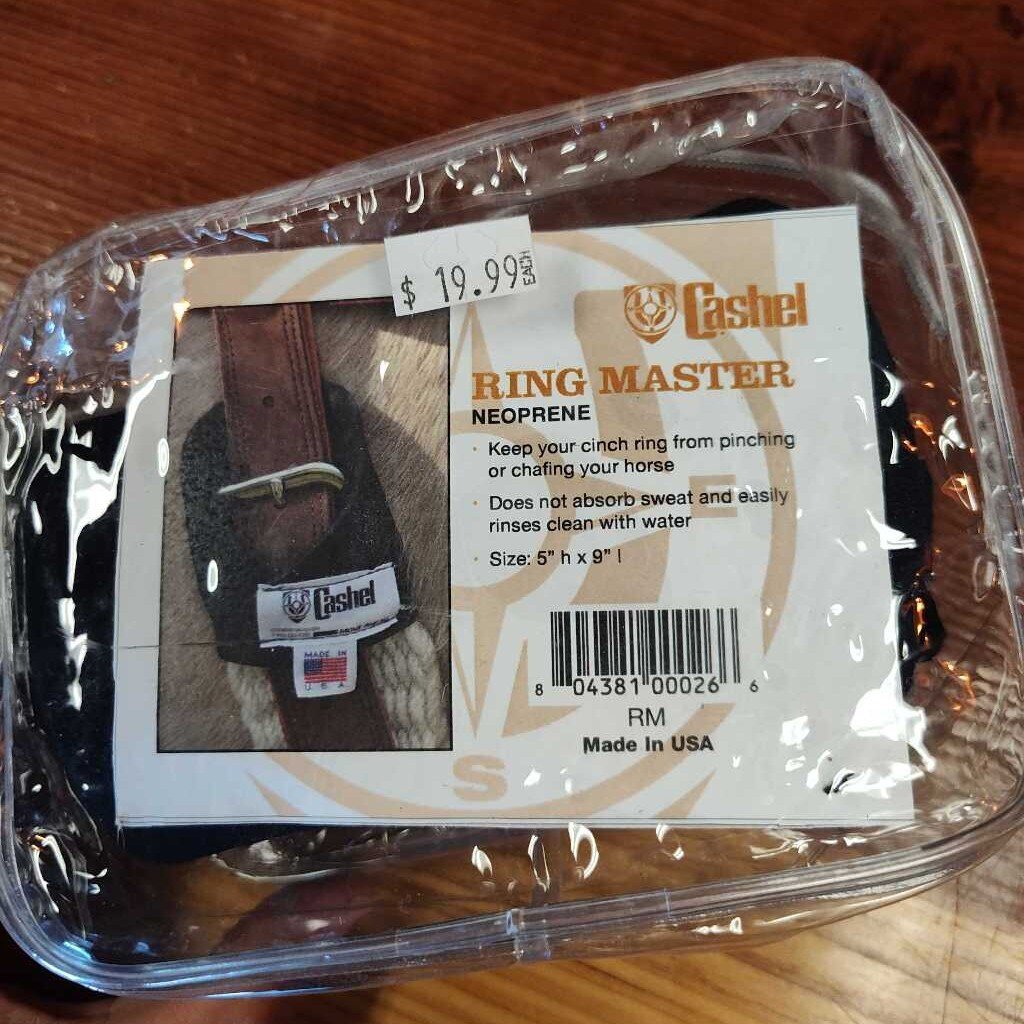 $ 19.99 EACH
Cashel
RING MASTER
NEOPRENE
· Keep your cinch ring from pinching
or chafing your horse
· Does not absorb sweat and easily
rinses clean with water
· Size: 5" h x 9" l
8 04381 00026 6
RM
Made In USA
Cashel
MADE IN
U S A
S